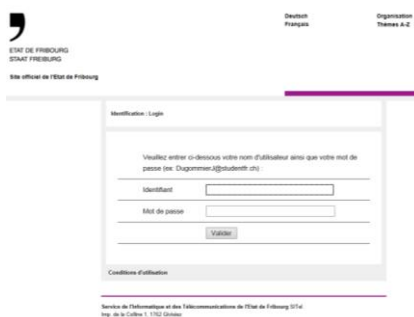 Deutsch
Français
Organisation
Thèmes A-Z
ETAT DE FRIBOURG
STAAT FREIBURG
Site officiel de l'Etat de Fribourg
Identification : Login
Veuillez entrer ci-dessous votre nom d'utilisateur ainsi que votre mot de
passe (ex: DugommierJ@studentfr.ch) :
Identifiant
Mot de passe
Valider
Conditions d'utilisation
Service de l'Informatique et des Télécommunications de l'Etat de Fribourg SITel
Imp. de la Colline 1, 1762 Givisiez